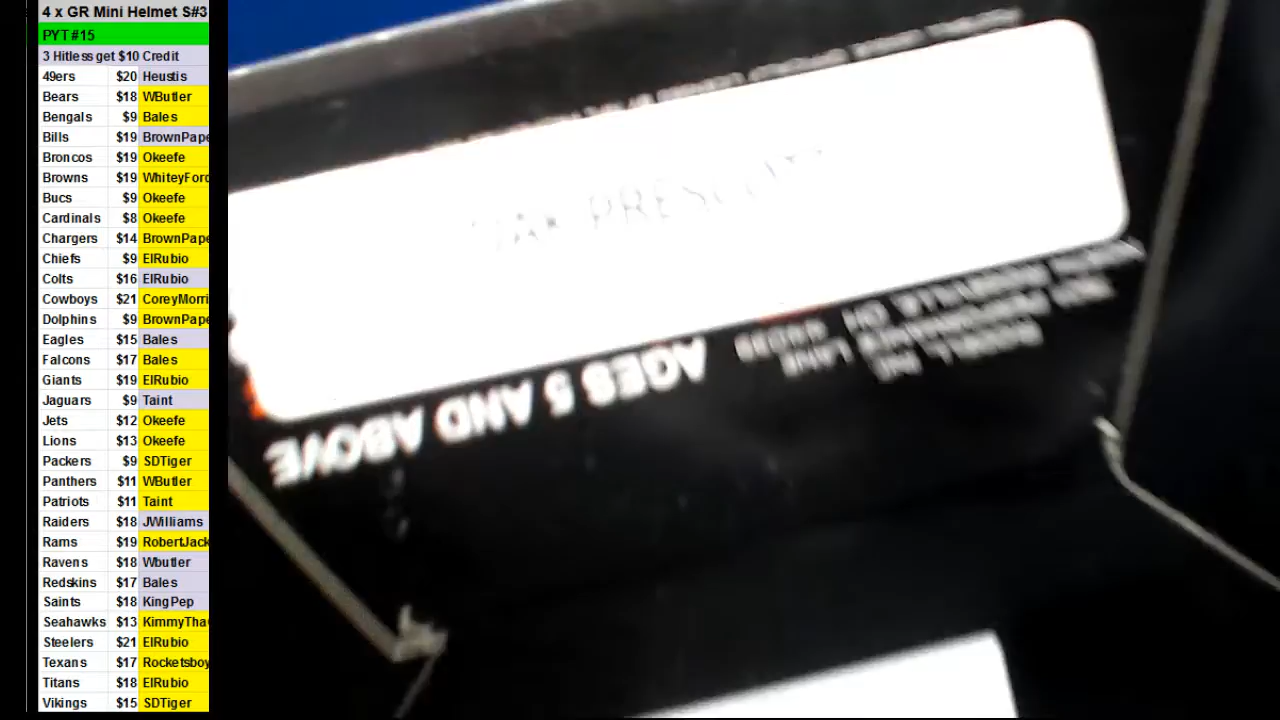 4 x GR Mini Helmet S#3
PYT #15
3 Hitless get $10 Credit
49ers $20 Heustis
Bears $18 WButler
Bengals $9 Bales
Bills $19 BrownPape
Broncos $19 Okeefe
Browns $19 WhiteyFord
Bucs $9 Okeefe
Cardinals $8 Okeefe
Chargers $14 BrownPape
Chiefs $9 ElRubio
Colts $16 ElRubio
Cowboys $21 CoreyMorri
Dolphins $9 BrownPape
Eagles $15 Bales
Falcons $17 Bales
Giants $19 ElRubio
Jaguars $9 Taint
Jets $12 Okeefe
Lions $13 Okeefe
Packers $9 SDTiger
Panthers $11 WButler
Patriots $11 Taint
Raiders $18 JWilliams
Rams $19 RobertJack
Ravens $18 Wbutler
Redskins $17 Bales
Saints $18 KingPep
Seahawks $13 KimmyTha
Steelers $21 ElRubio
Texans $17 Rocketsboy
Titans $18 ElRubio
Vikings $15 SDTiger
DAK PRESCOTT
AGES 5 AND ABOVE